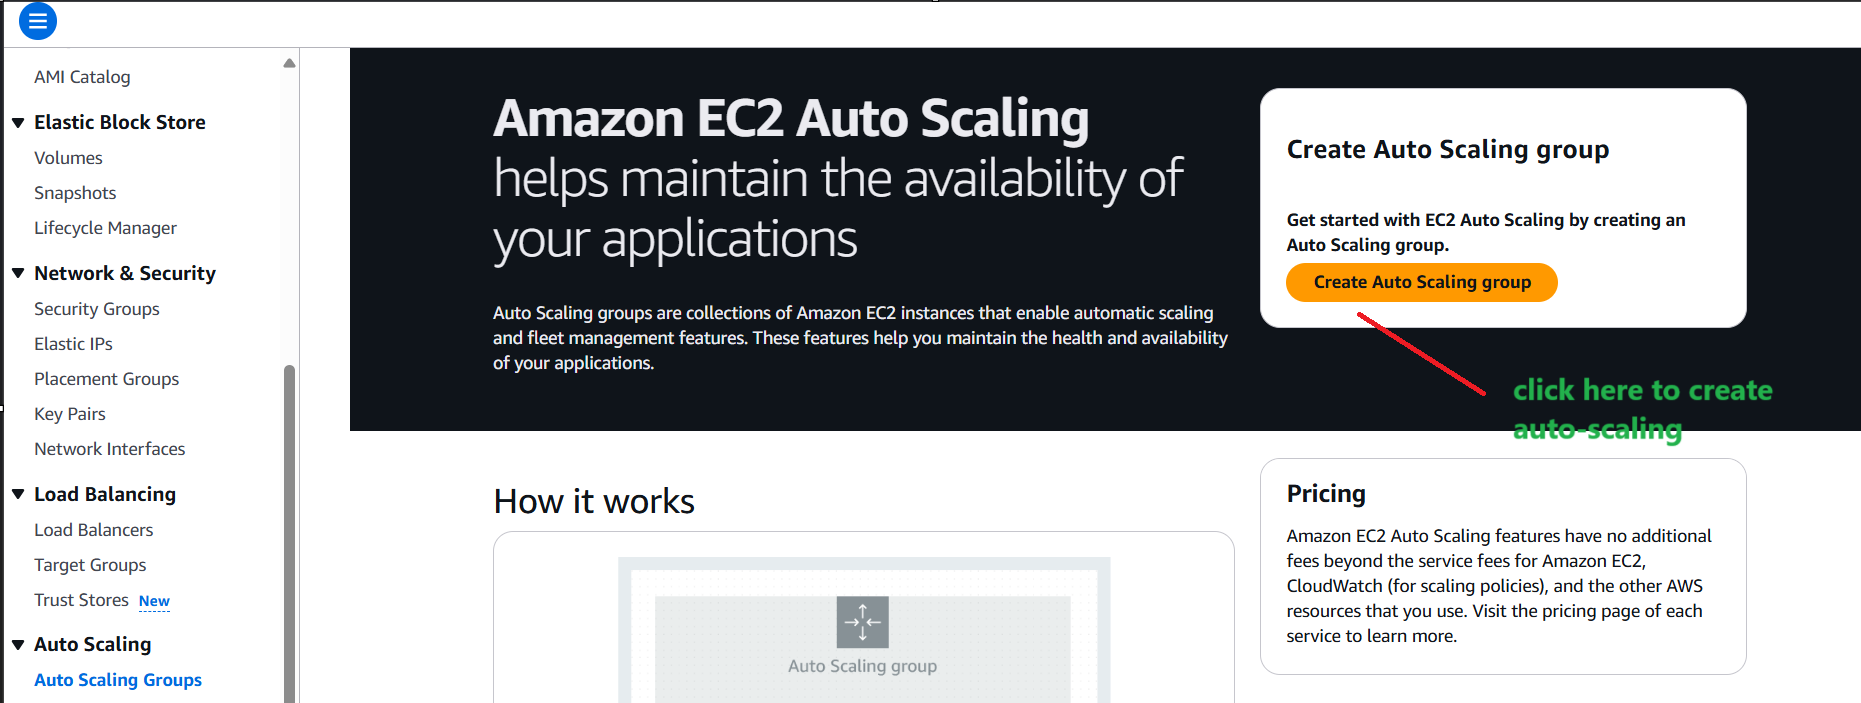 AMI Catalog
Elastic Block Store
Volumes
Snapshots
Lifecycle Manager
Network & Security
Security Groups
Elastic IPs
Placement Groups
Key Pairs
Network Interfaces
Load Balancing
Load Balancers
Target Groups
Trust Stores New
Auto Scaling
Auto Scaling Groups
Amazon EC2 Auto Scaling
helps maintain the availability of
your applications
Auto Scaling groups are collections of Amazon EC2 instances that enable automatic scaling
and fleet management features. These features help you maintain the health and availability
of your applications.
Create Auto Scaling group
Get started with EC2 Auto Scaling by creating an
Auto Scaling group.
Create Auto Scaling group
click here to create
auto-scaling
How it works
Auto Scaling group
Pricing
Amazon EC2 Auto Scaling features have no additional
fees beyond the service fees for Amazon EC2,
CloudWatch (for scaling policies), and the other AWS
resources that you use. Visit the pricing page of each
service to learn more.